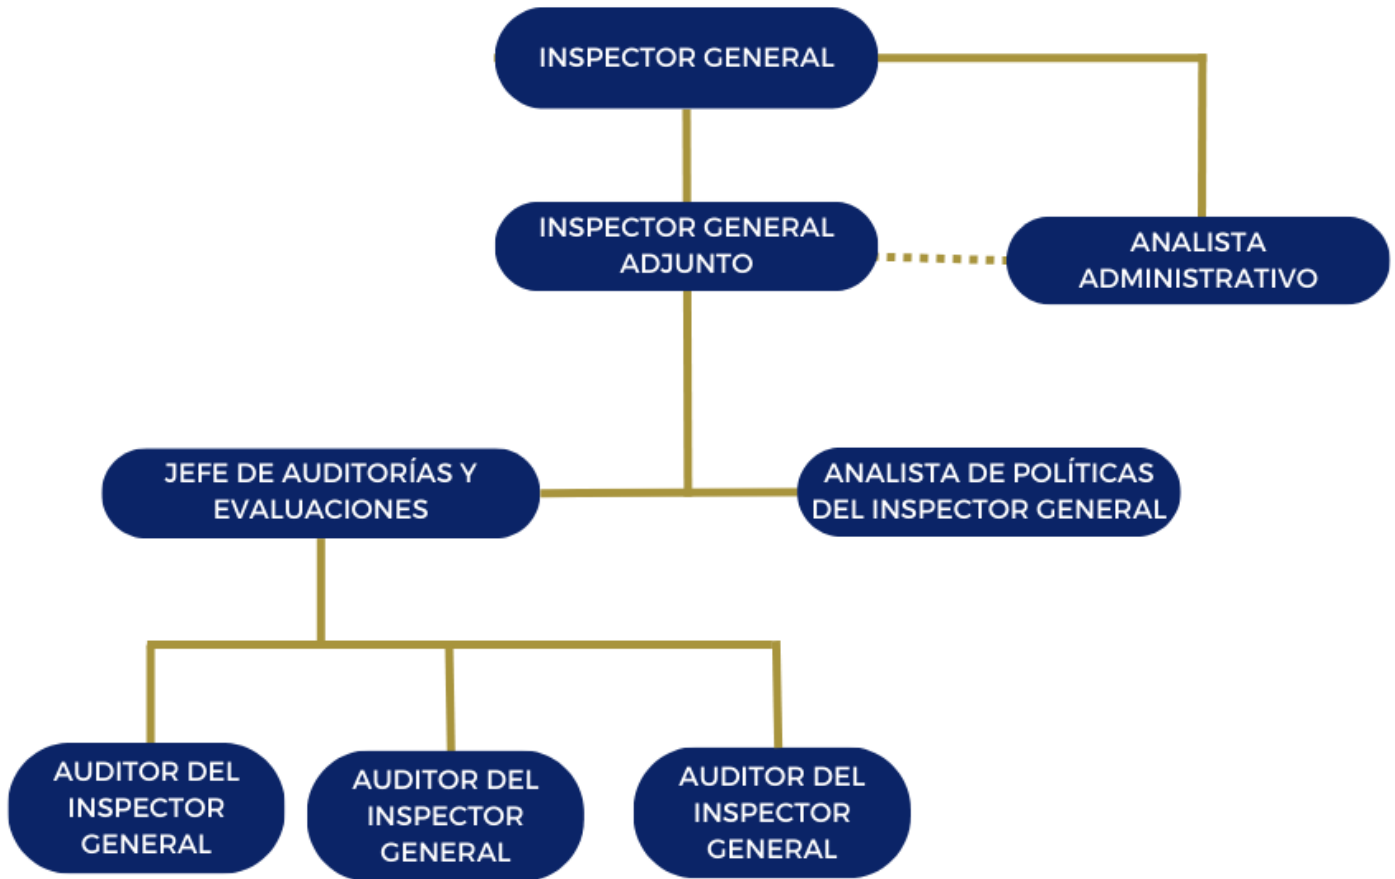 INSPECTOR GENERAL
INSPECTOR GENERAL
ADJUNTO
ANALISTA
ADMINISTRATIVO
JEFE DE AUDITORÍAS Y
EVALUACIONES
ANALISTA DE POLÍTICAS
DEL INSPECTOR GENERAL
AUDITOR DEL
INSPECTOR
GENERAL
AUDITOR DEL
INSPECTOR
GENERAL
AUDITOR DEL
INSPECTOR
GENERAL